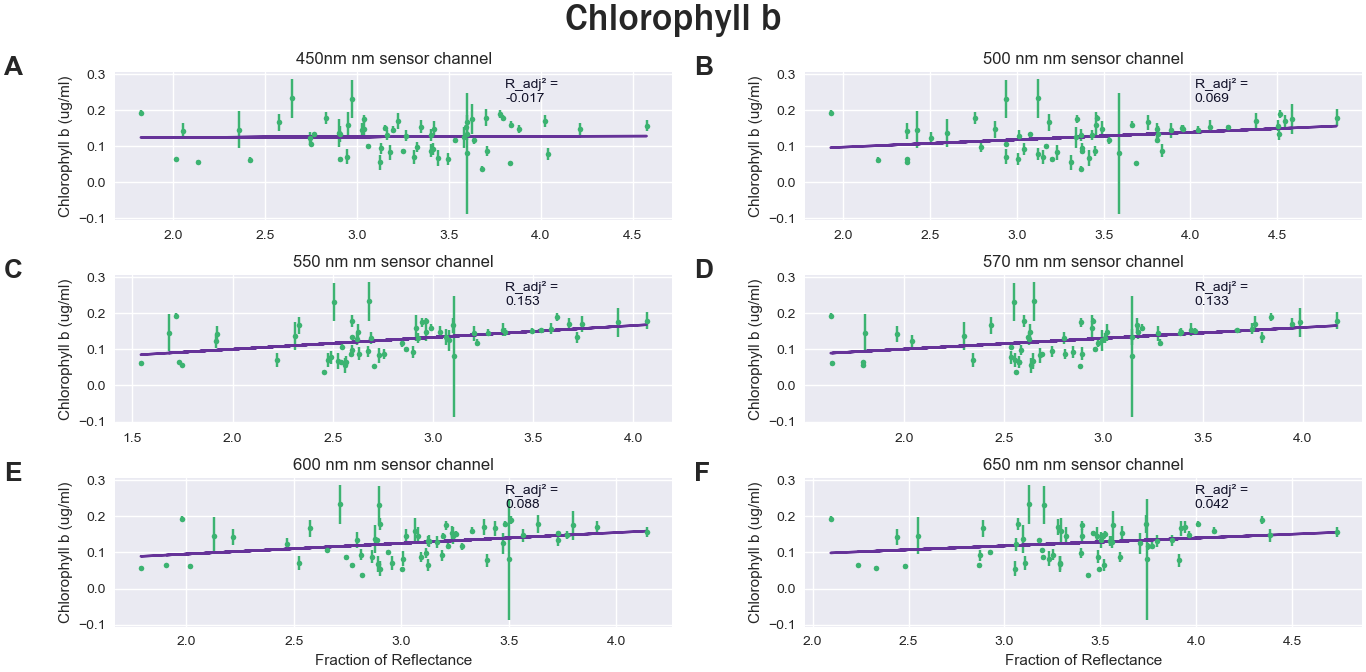 Chlorophyll b
A
450nm nm sensor channel
Chlorophyll b (ug/ml)
0.3
0.2
0.1
0.0
−0.1
R_adj² =
-0.017
2.0 2.5 3.0 3.5 4.0 4.5
B
500 nm nm sensor channel
Chlorophyll b (ug/ml)
0.3
0.2
0.1
0.0
−0.1
R_adj² =
0.069
2.0 2.5 3.0 3.5 4.0 4.5
C
550 nm nm sensor channel
Chlorophyll b (ug/ml)
0.3
0.2
0.1
0.0
−0.1
R_adj² =
0.153
1.5 2.0 2.5 3.0 3.5 4.0
D
570 nm nm sensor channel
Chlorophyll b (ug/ml)
0.3
0.2
0.1
0.0
−0.1
R_adj² =
0.133
2.0 2.5 3.0 3.5 4.0
E
600 nm nm sensor channel
Chlorophyll b (ug/ml)
0.3
0.2
0.1
0.0
−0.1
R_adj² =
0.088
2.0 2.5 3.0 3.5 4.0
Fraction of Reflectance
F
650 nm nm sensor channel
Chlorophyll b (ug/ml)
0.3
0.2
0.1
0.0
−0.1
R_adj² =
0.042
2.0 2.5 3.0 3.5 4.0 4.5
Fraction of Reflectance